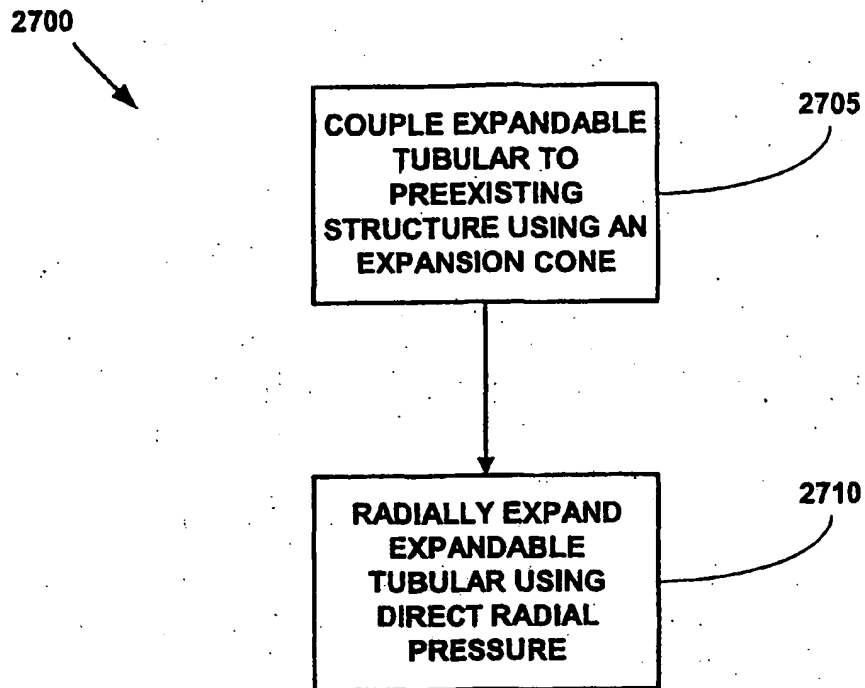 2700
2705
COUPLE EXPANDABLE
TUBULAR TO
PREEXISTING
STRUCTURE USING AN
EXPANSION CONE
2710
RADIALLY EXPAND
EXPANDABLE
TUBULAR USING
DIRECT RADIAL
PRESSURE